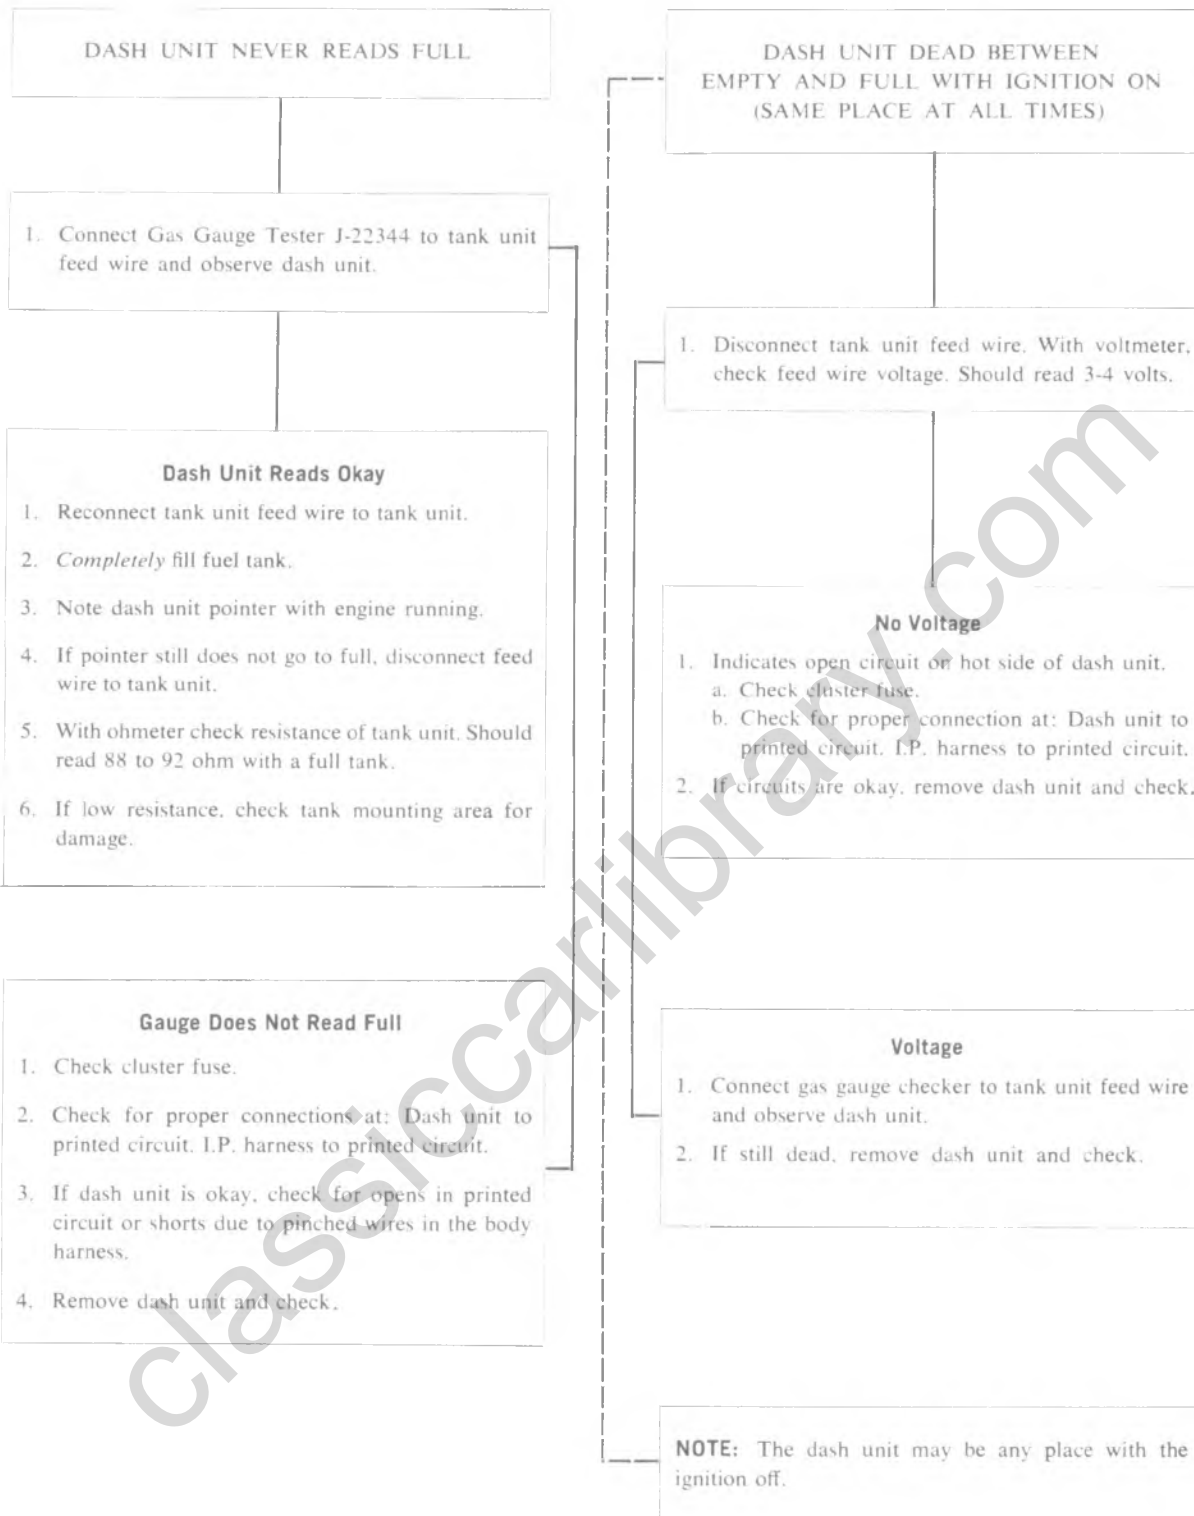 DASH UNIT NEVER READS FULL
1. Connect Gas Gauge Tester J-22344 to tank unit
feed wire and observe dash unit.
Dash Unit Reads Okay
1. Reconnect tank unit feed wire to tank unit.
2. Completely fill fuel tank.
3. Note dash unit pointer with engine running.
4. If pointer still does not go to full, disconnect feed
wire to tank unit.
5. With ohmeter check resistance of tank unit. Should
read 88 to 92 ohm with a full tank.
6. If low resistance, check tank mounting area for
damage.
Gauge Does Not Read Full
1. Check cluster fuse.
2. Check for proper connections at: Dash unit to
printed circuit. I.P. harness to printed circuit.
3. If dash unit is okay, check for opens in printed
circuit or shorts due to pinched wires in the body
harness.
4. Remove dash unit and check.
DASH UNIT DEAD BETWEEN
EMPTY AND FULL WITH IGNITION ON
(SAME PLACE AT ALL TIMES)
1. Disconnect tank unit feed wire. With voltmeter,
check feed wire voltage. Should read 3-4 volts.
No Voltage
1. Indicates open circuit on hot side of dash unit.
a. Check cluster fuse.
b. Check for proper connection at: Dash unit to
printed circuit. I.P. harness to printed circuit.
2. If circuits are okay, remove dash unit and check.
Voltage
1. Connect gas gauge checker to tank unit feed wire
and observe dash unit.
2. If still dead, remove dash unit and check.
NOTE: The dash unit may be any place with the
ignition off.
classiccarlibrary.com